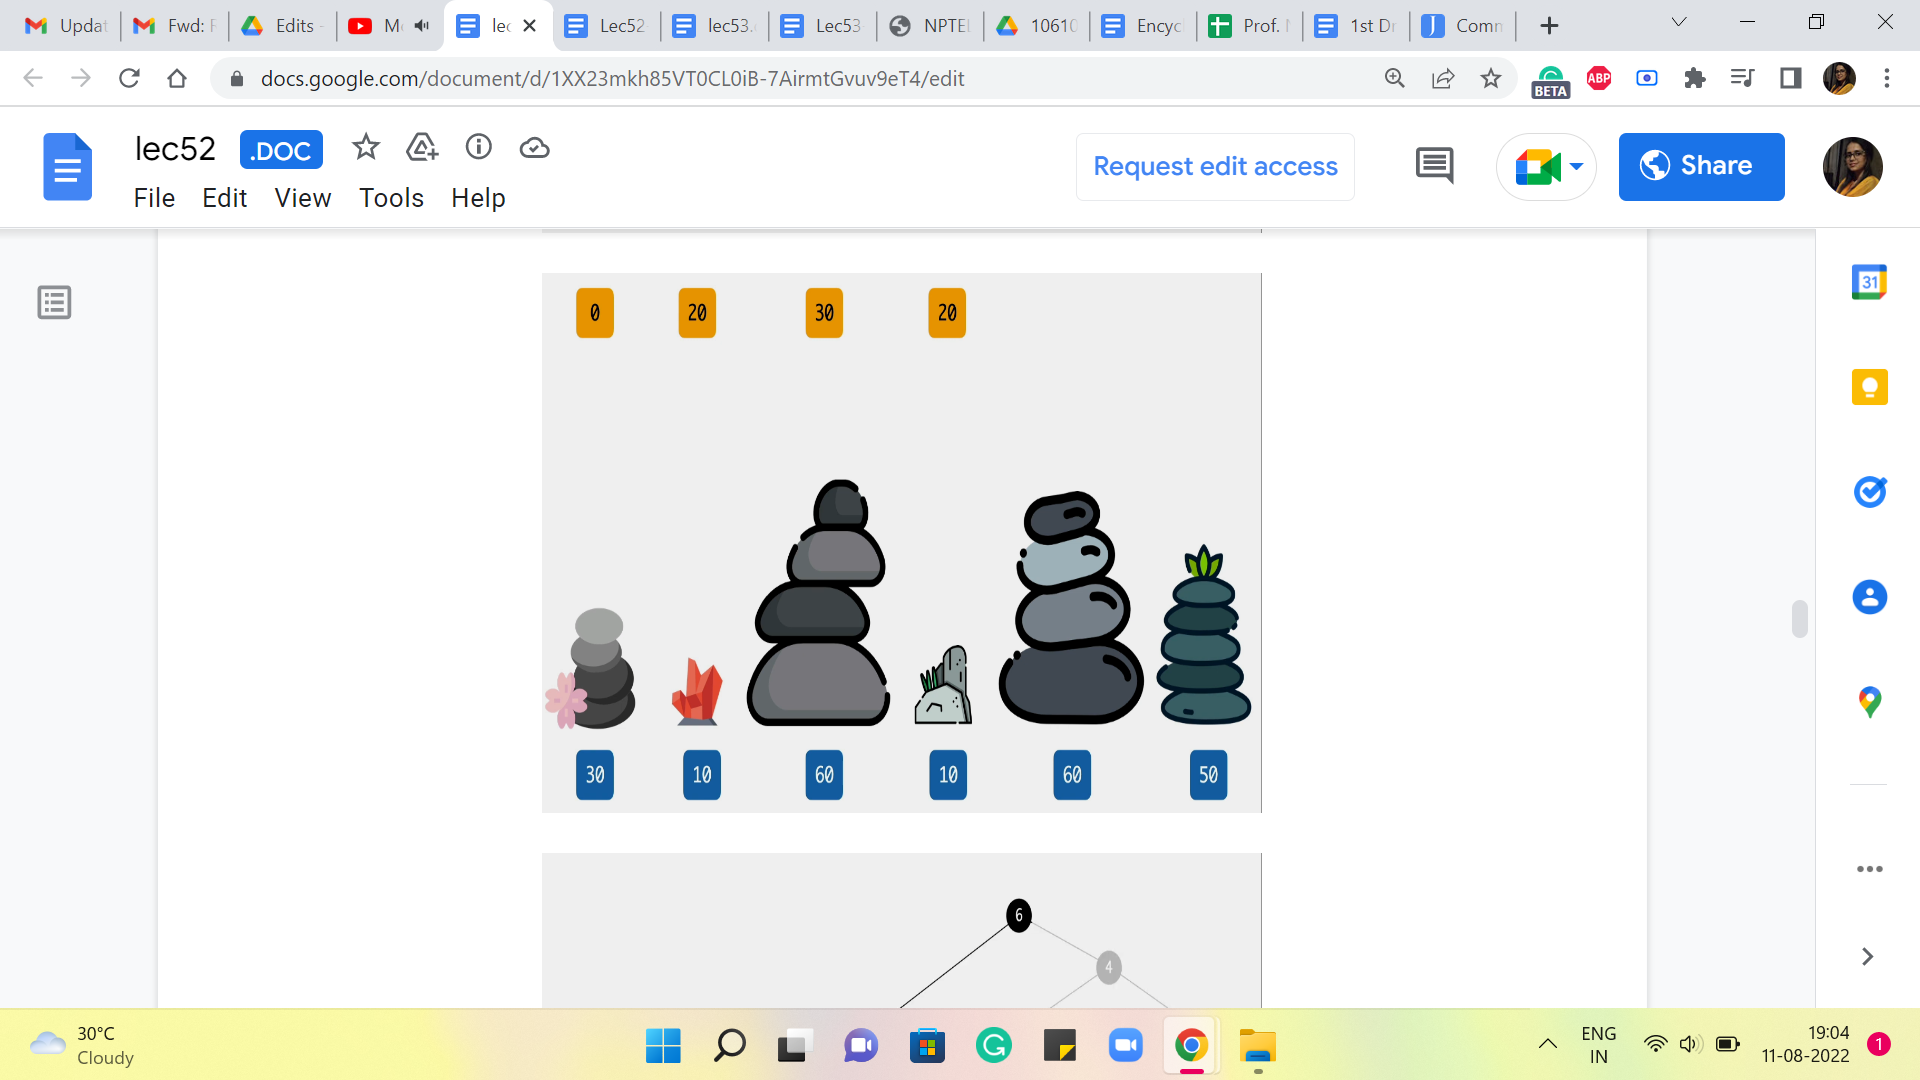 Updat
Fwd: F
Edits -
M
lec
Lec52
lec53.
Lec53
NPTEL
10610
Encyc
Prof.
1st Dr
Comm
docs.google.com/document/d/1XX23mkh85VT0CL0iB-7AirmtGvuv9eT4/edit
ABP
BETA
lec52 .DOC
Request edit access
Share
File Edit View Tools Help
31
0 20 30 20
30 10 60 10 60 50
6
4
30°C
Cloudy
ENG
IN
19:04
11-08-2022
1